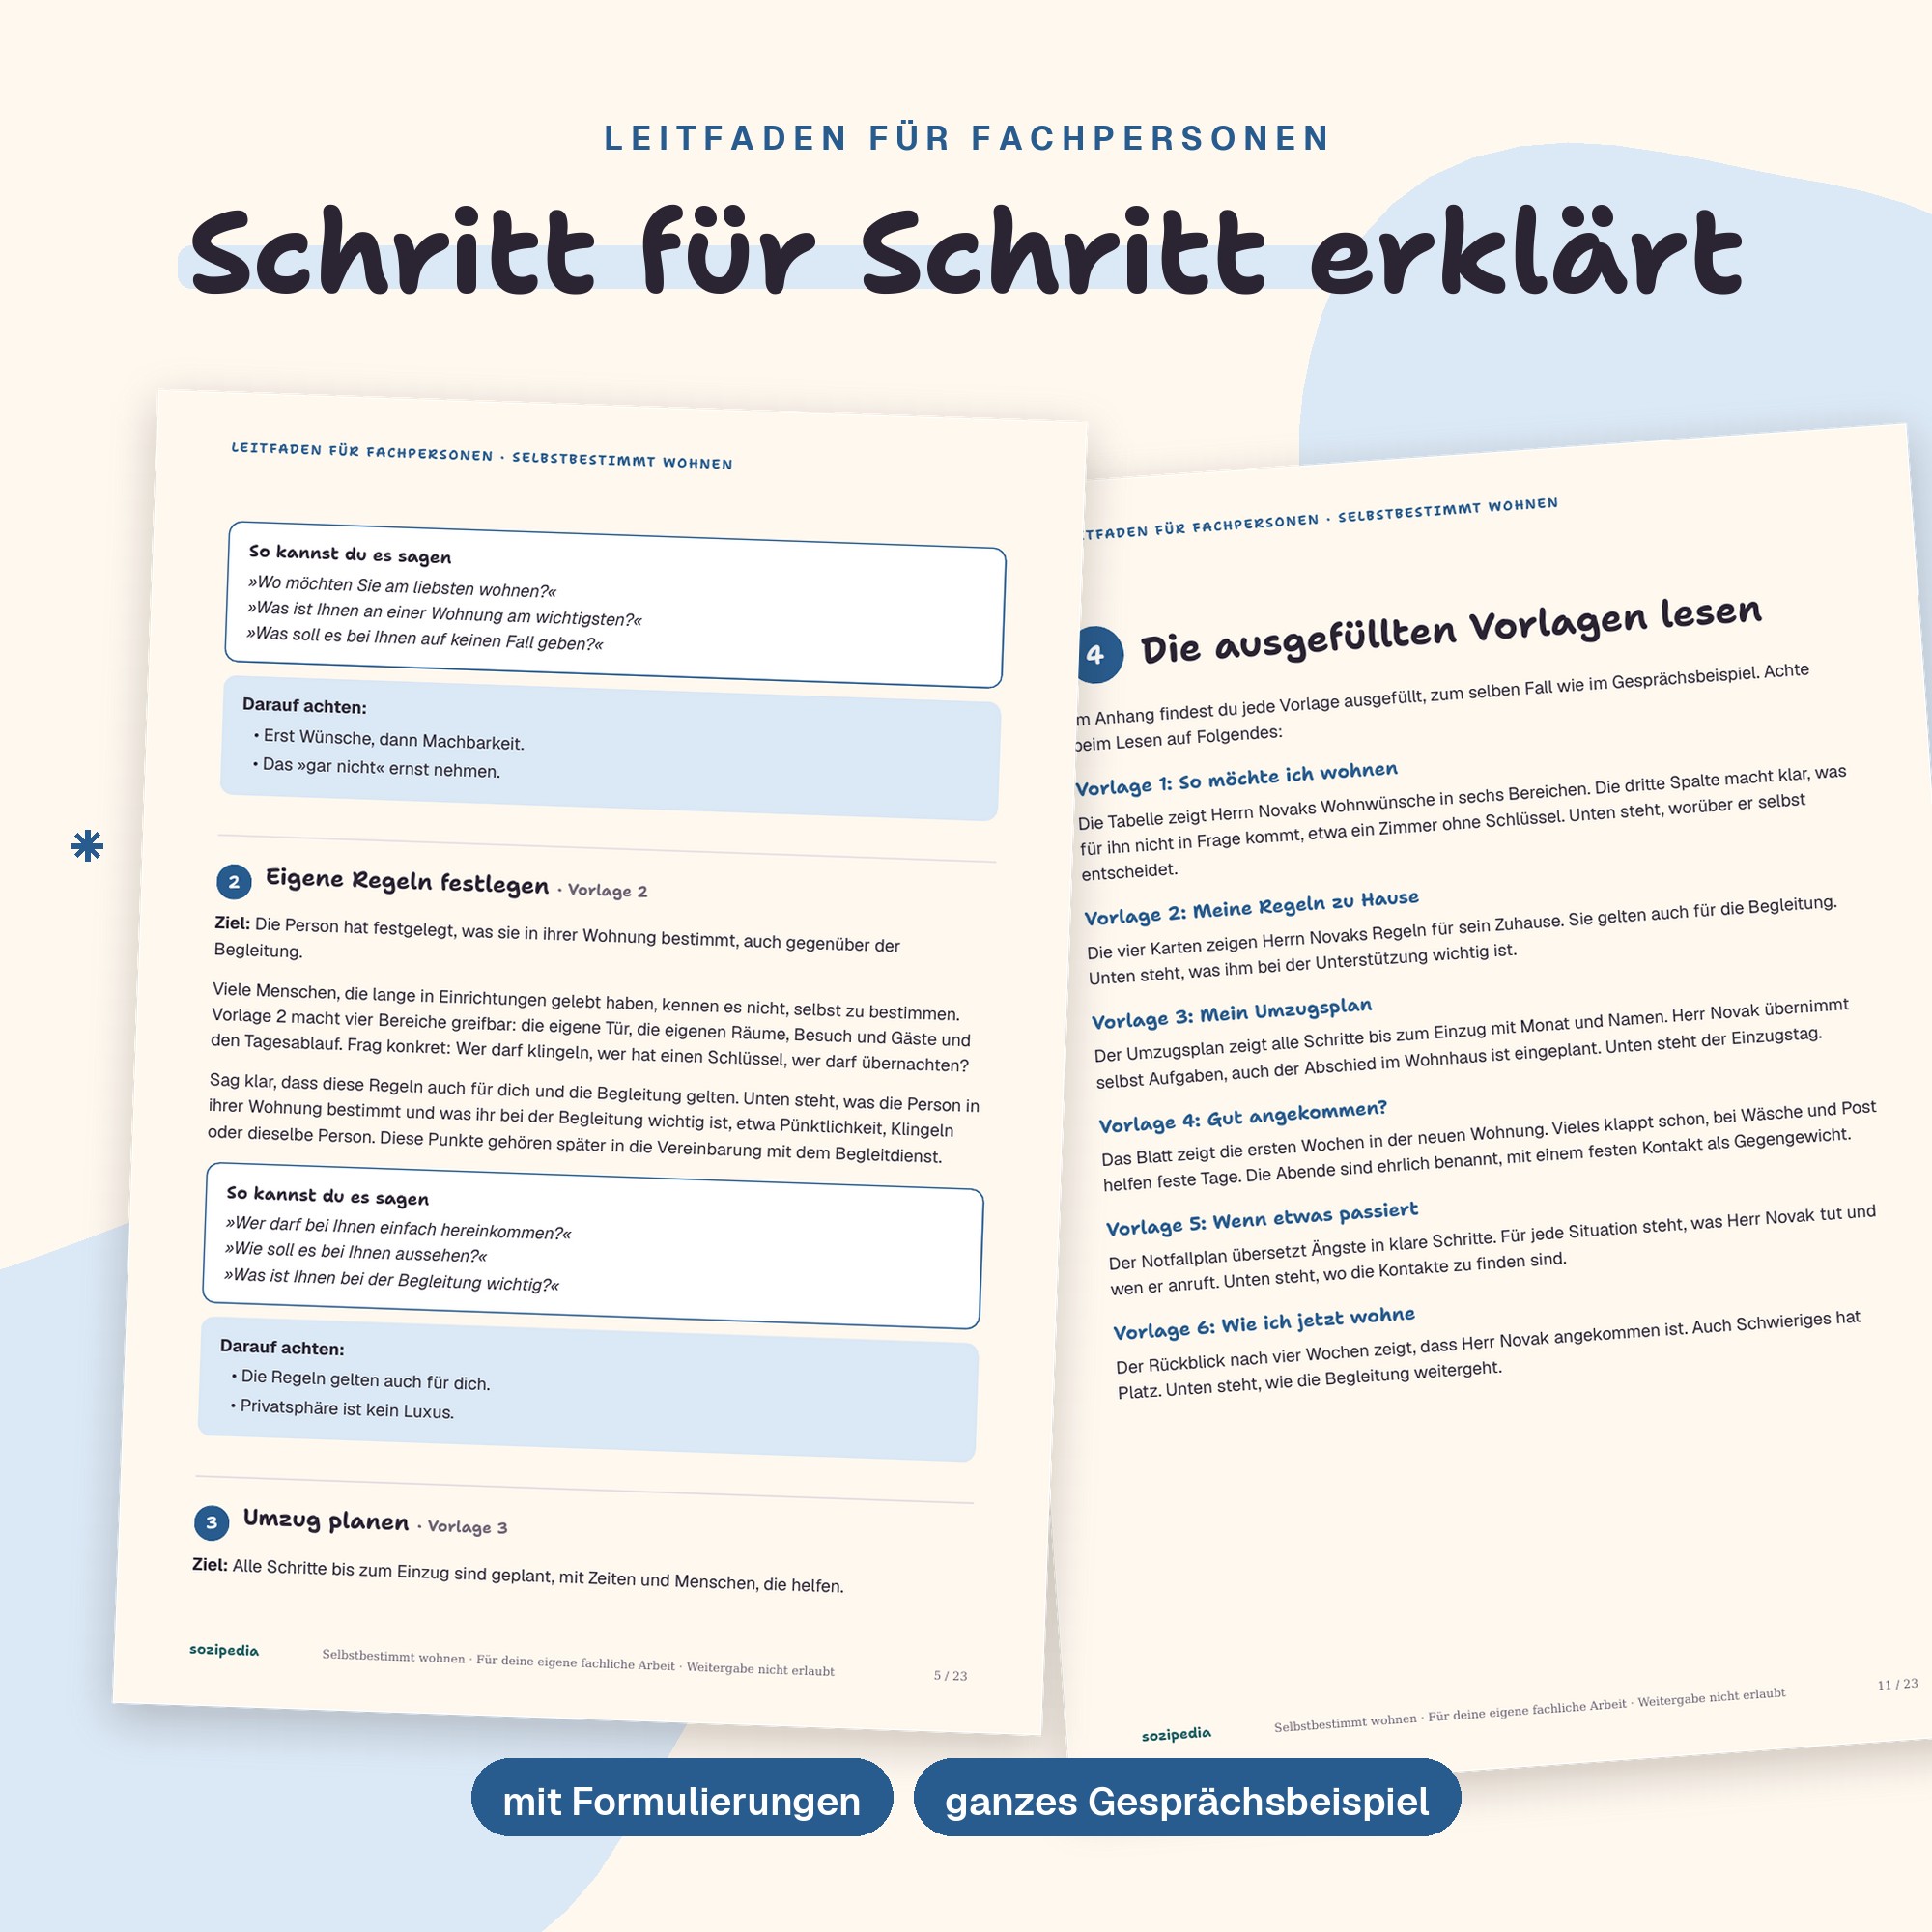 LEITFADEN FÜR FACHPERSONEN
Schritt für Schritt erklärt
LEITFADEN FÜR FACHPERSONEN · SELBSTBESTIMMT WOHNEN
So kannst du es sagen
»Wo möchten Sie am liebsten wohnen?«
»Was ist Ihnen an einer Wohnung am wichtigsten?«
»Was soll es bei Ihnen auf keinen Fall geben?«
Darauf achten:
• Erst Wünsche, dann Machbarkeit.
• Das »gar nicht« ernst nehmen.
2 Eigene Regeln festlegen · Vorlage 2
Ziel: Die Person hat festgelegt, was sie in ihrer Wohnung bestimmt, auch gegenüber der
Begleitung.
Viele Menschen, die lange in Einrichtungen gelebt haben, kennen es nicht, selbst zu bestimmen.
Vorlage 2 macht vier Bereiche greifbar: die eigene Tür, die eigenen Räume, Besuch und Gäste und
den Tagesablauf. Frag konkret: Wer darf klingeln, wer hat einen Schlüssel, wer darf übernachten?
Sag klar, dass diese Regeln auch für dich und die Begleitung gelten. Unten steht, was die Person in
ihrer Wohnung bestimmt und was ihr bei der Begleitung wichtig ist, etwa Pünktlichkeit, Klingeln
oder dieselbe Person. Diese Punkte gehören später in die Vereinbarung mit dem Begleitdienst.
So kannst du es sagen
»Wer darf bei Ihnen einfach hereinkommen?«
»Wie soll es bei Ihnen aussehen?«
»Was ist Ihnen bei der Begleitung wichtig?«
Darauf achten:
• Die Regeln gelten auch für dich.
• Privatsphäre ist kein Luxus.
3 Umzug planen · Vorlage 3
Ziel: Alle Schritte bis zum Einzug sind geplant, mit Zeiten und Menschen, die helfen.
sozipedia Selbstbestimmt wohnen · Für deine eigene fachliche Arbeit · Weitergabe nicht erlaubt 5 / 23
TFADEN FÜR FACHPERSONEN · SELBSTBESTIMMT WOHNEN
4 Die ausgefüllten Vorlagen lesen
m Anhang findest du jede Vorlage ausgefüllt, zum selben Fall wie im Gesprächsbeispiel. Achte
beim Lesen auf Folgendes:
Vorlage 1: So möchte ich wohnen
Die Tabelle zeigt Herrn Novaks Wohnwünsche in sechs Bereichen. Die dritte Spalte macht klar, was
für ihn nicht in Frage kommt, etwa ein Zimmer ohne Schlüssel. Unten steht, worüber er selbst
entscheidet.
Vorlage 2: Meine Regeln zu Hause
Die vier Karten zeigen Herrn Novaks Regeln für sein Zuhause. Sie gelten auch für die Begleitung.
Unten steht, was ihm bei der Unterstützung wichtig ist.
Vorlage 3: Mein Umzugsplan
Der Umzugsplan zeigt alle Schritte bis zum Einzug mit Monat und Namen. Herr Novak übernimmt
selbst Aufgaben, auch der Abschied im Wohnhaus ist eingeplant. Unten steht der Einzugstag.
Vorlage 4: Gut angekommen?
Das Blatt zeigt die ersten Wochen in der neuen Wohnung. Vieles klappt schon, bei Wäsche und Post
helfen feste Tage. Die Abende sind ehrlich benannt, mit einem festen Kontakt als Gegengewicht.
Vorlage 5: Wenn etwas passiert
Der Notfallplan übersetzt Ängste in klare Schritte. Für jede Situation steht, was Herr Novak tut und
wen er anruft. Unten steht, wo die Kontakte zu finden sind.
Vorlage 6: Wie ich jetzt wohne
Der Rückblick nach vier Wochen zeigt, dass Herr Novak angekommen ist. Auch Schwieriges hat
Platz. Unten steht, wie die Begleitung weitergeht.
sozipedia Selbstbestimmt wohnen · Für deine eigene fachliche Arbeit · Weitergabe nicht erlaubt 11 / 23
mit Formulierungen
ganzes Gesprächsbeispiel